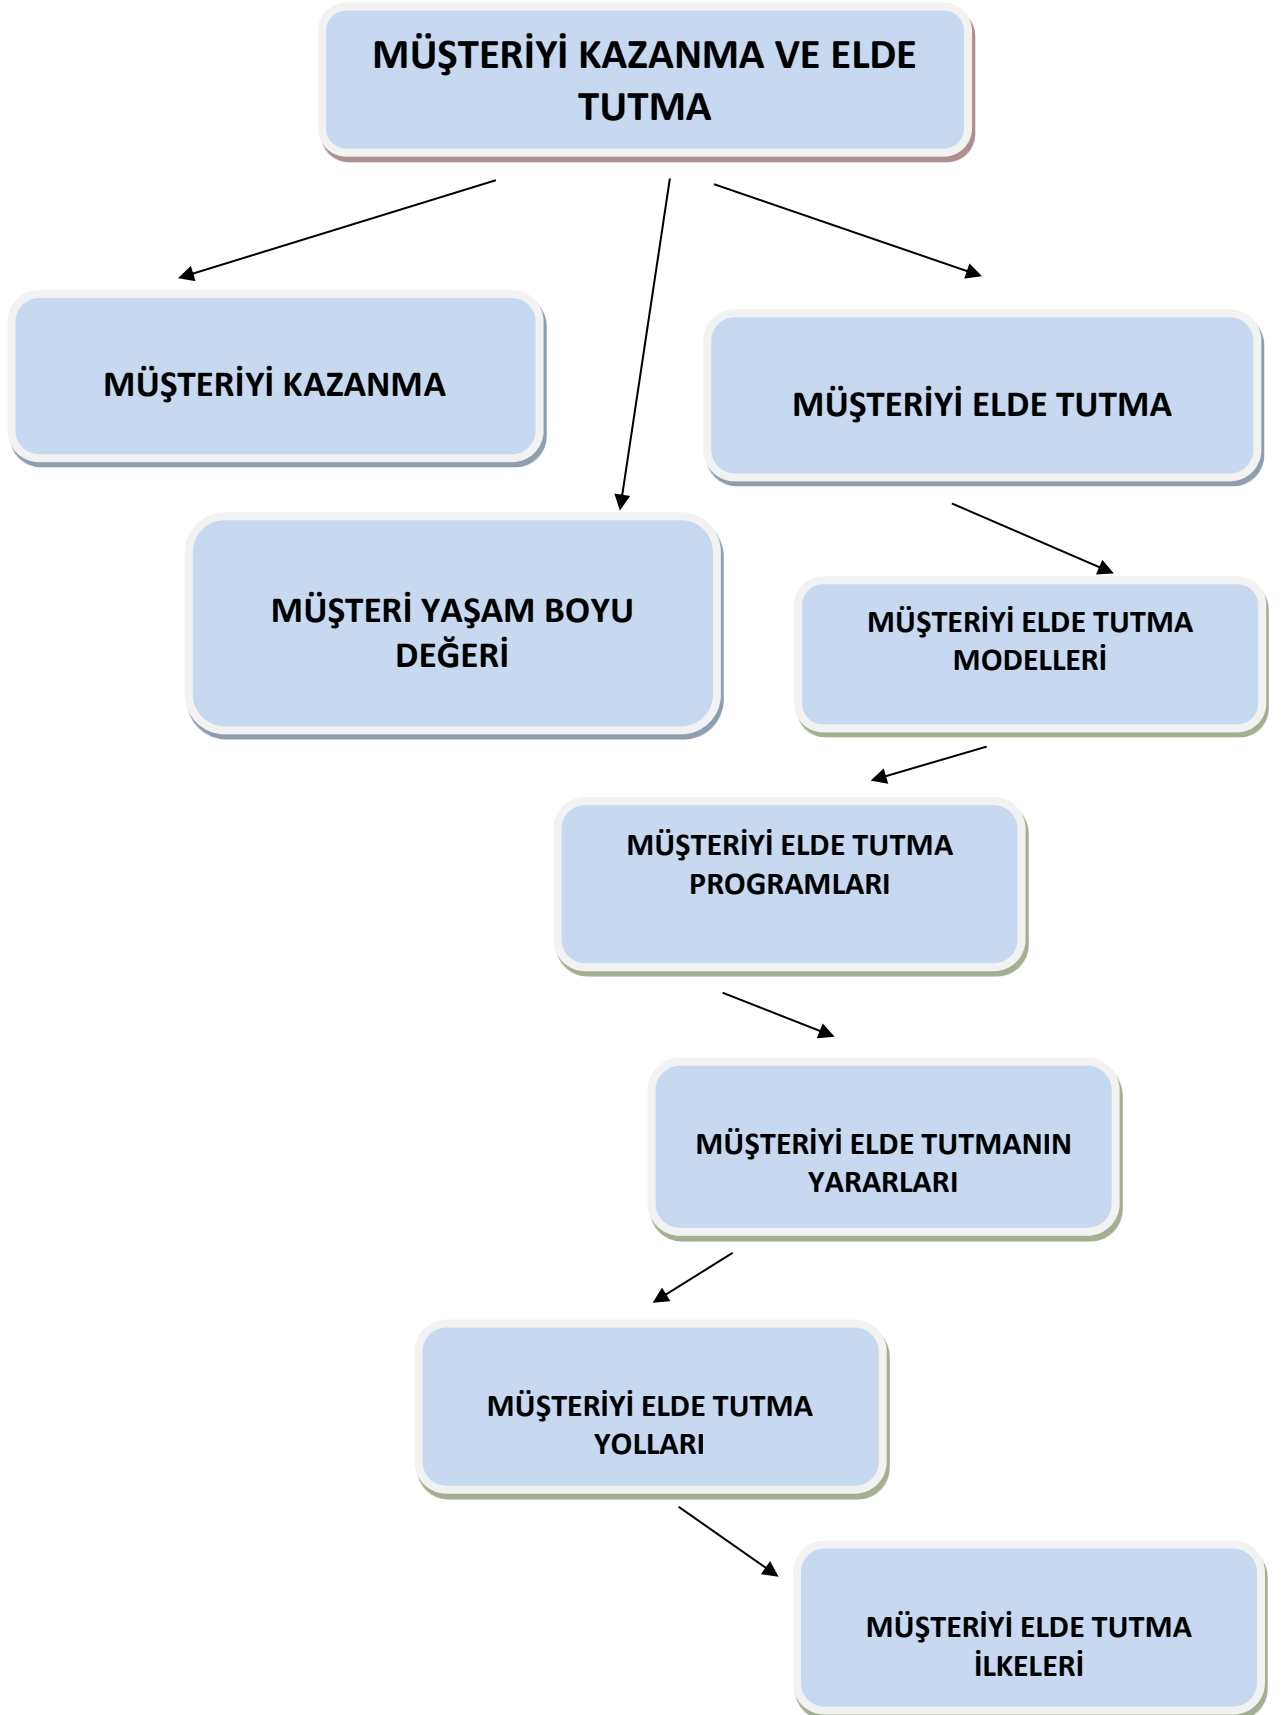 MÜŞTERİYİ KAZANMA VE ELDE
TUTMA
MÜŞTERİYİ KAZANMA
MÜŞTERİYİ ELDE TUTMA
MÜŞTERİ YAŞAM BOYU
DEĞERİ
MÜŞTERİYİ ELDE TUTMA
MODELLERİ
MÜŞTERİYİ ELDE TUTMA
PROGRAMLARI
MÜŞTERİYİ ELDE TUTMANIN
YARARLARI
MÜŞTERİYİ ELDE TUTMA
YOLLARI
MÜŞTERİYİ ELDE TUTMA
İLKELERİ